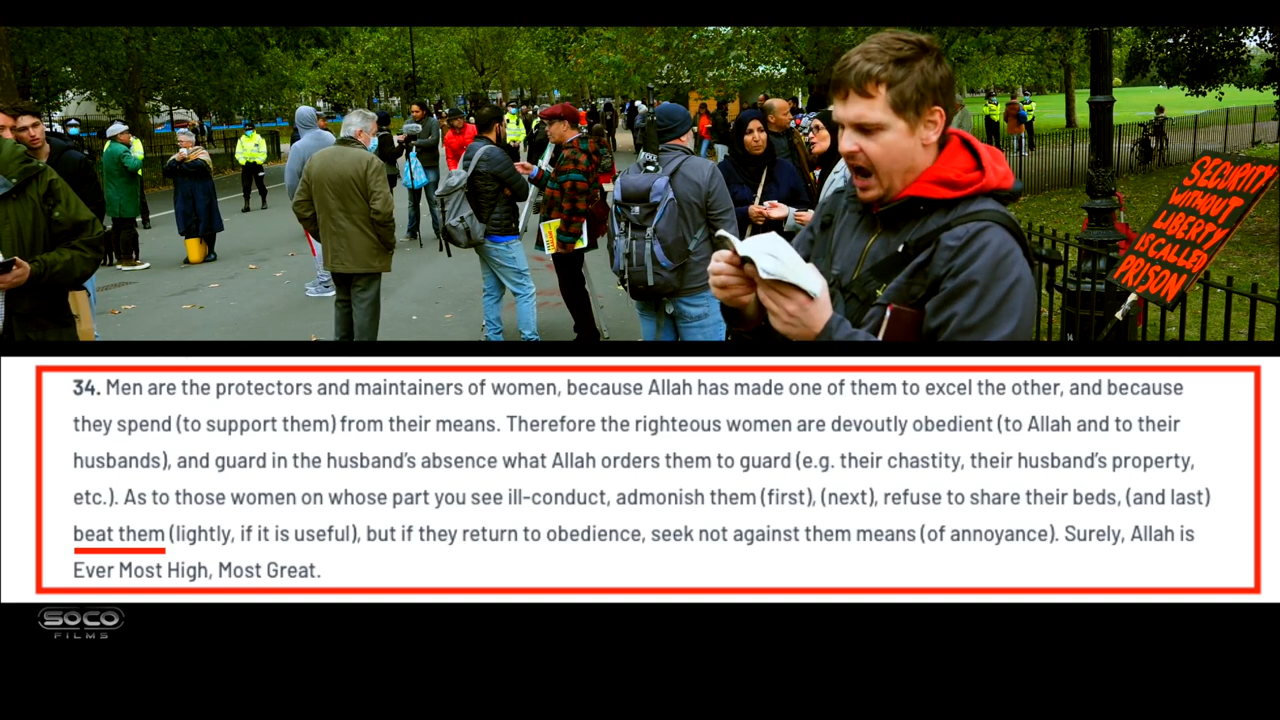 SECURITY
WITHOUT
LIBERTY
IS CALLED
PRISON
34. Men are the protectors and maintainers of women, because Allah has made one of them to excel the other, and because
they spend (to support them) from their means. Therefore the righteous women are devoutly obedient (to Allah and to their
husbands), and guard in the husband's absence what Allah orders them to guard (e.g. their chastity, their husband's property,
etc.). As to those women on whose part you see ill-conduct, admonish them (first), (next), refuse to share their beds, (and last)
beat them (lightly, if it is useful), but if they return to obedience, seek not against them means (of annoyance). Surely, Allah is
Ever Most High, Most Great.
SOCO
FILMS